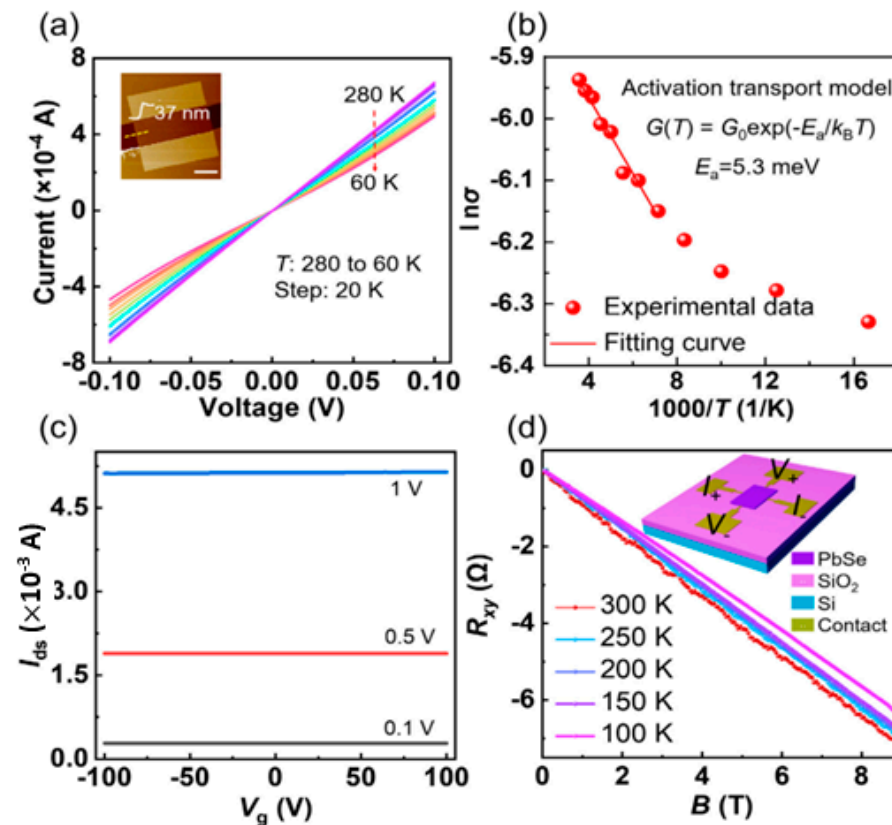 (a)
8
4
0
-4
-8
Current (×10⁻⁴ A)
37 nm
280 K
60 K
T: 280 to 60 K
Step: 20 K
-0.10 -0.05 0.00 0.05 0.10
Voltage (V)
(b)
-5.9
-6.0
-6.1
-6.2
-6.3
-6.4
lnσ
Activation transport model
G(T) = G₀exp(-Eₐ/k_BT)
Eₐ=5.3 meV
Experimental data
Fitting curve
4 8 12 16
1000/T (1/K)
(c)
4.5
3.0
1.5
0.0
I_ds (×10⁻³ A)
1 V
0.5 V
0.1 V
-100 -50 0 50 100
V_g (V)
(d)
0
-2
-4
-6
R_xy (Ω)
V₊
I₊
I₋
V₋
PbSe
SiO₂
Si
Contact
300 K
250 K
200 K
150 K
100 K
0 2 4 6 8
B (T)